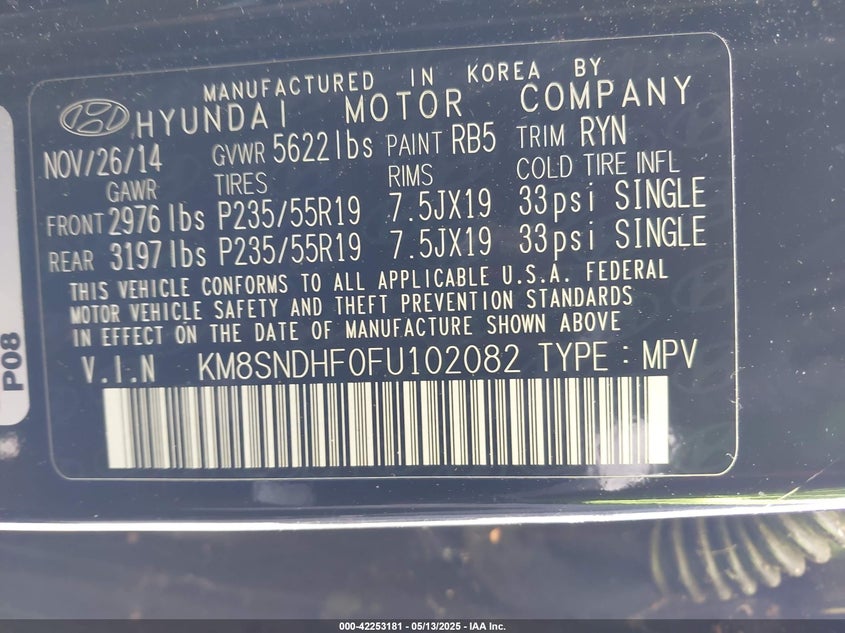 MANUFACTURED IN KOREA BY
HYUNDAI MOTOR COMPANY
NOV/26/14 GVWR 5622lbs PAINT RB5 TRIM RYN
GAWR TIRES RIMS COLD TIRE INFL
FRONT 2976lbs P235/55R19 7.5JX19 33psi SINGLE
REAR 3197lbs P235/55R19 7.5JX19 33psi SINGLE
THIS VEHICLE CONFORMS TO ALL APPLICABLE U.S.A. FEDERAL
MOTOR VEHICLE SAFETY AND THEFT PREVENTION STANDARDS
IN EFFECT ON THE DATE OF MANUFACTURE SHOWN ABOVE
V.I.N KM8SNDHF0FU102082 TYPE : MPV
P08
000-42253181 - 05/13/2025 - IAA Inc.